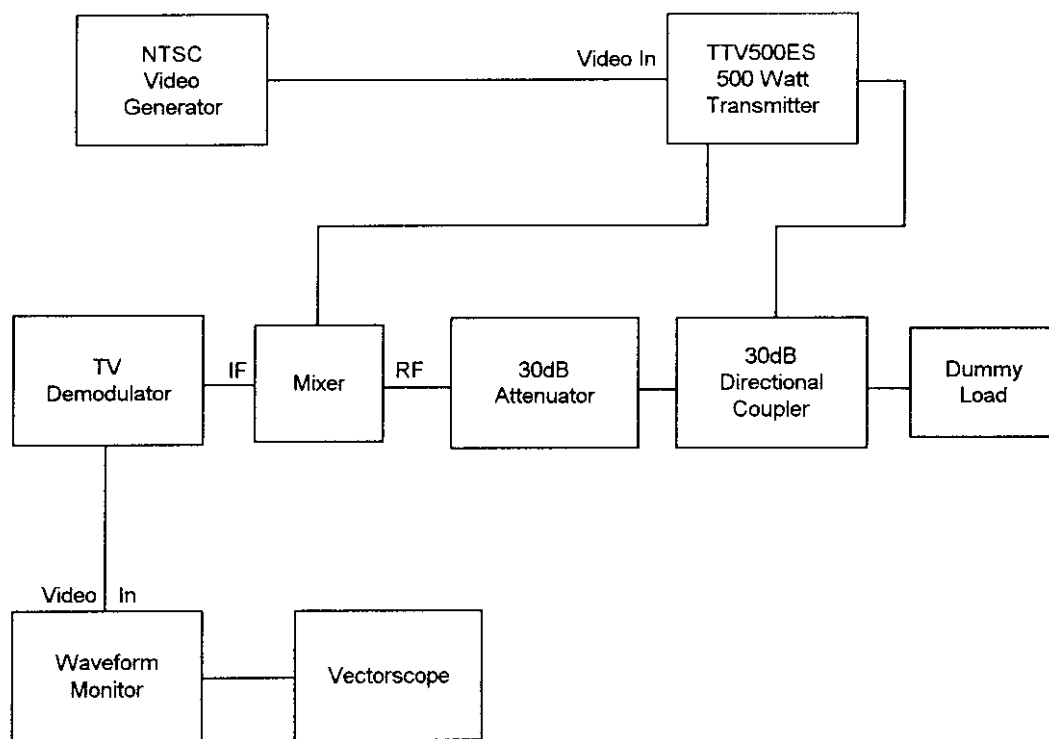 NTSC
Video
Generator
Video In
TTV500ES
500 Watt
Transmitter
TV
Demodulator
IF
Mixer
RF
30dB
Attenuator
30dB
Directional
Coupler
Dummy
Load
Video In
Waveform
Monitor
Vectorscope